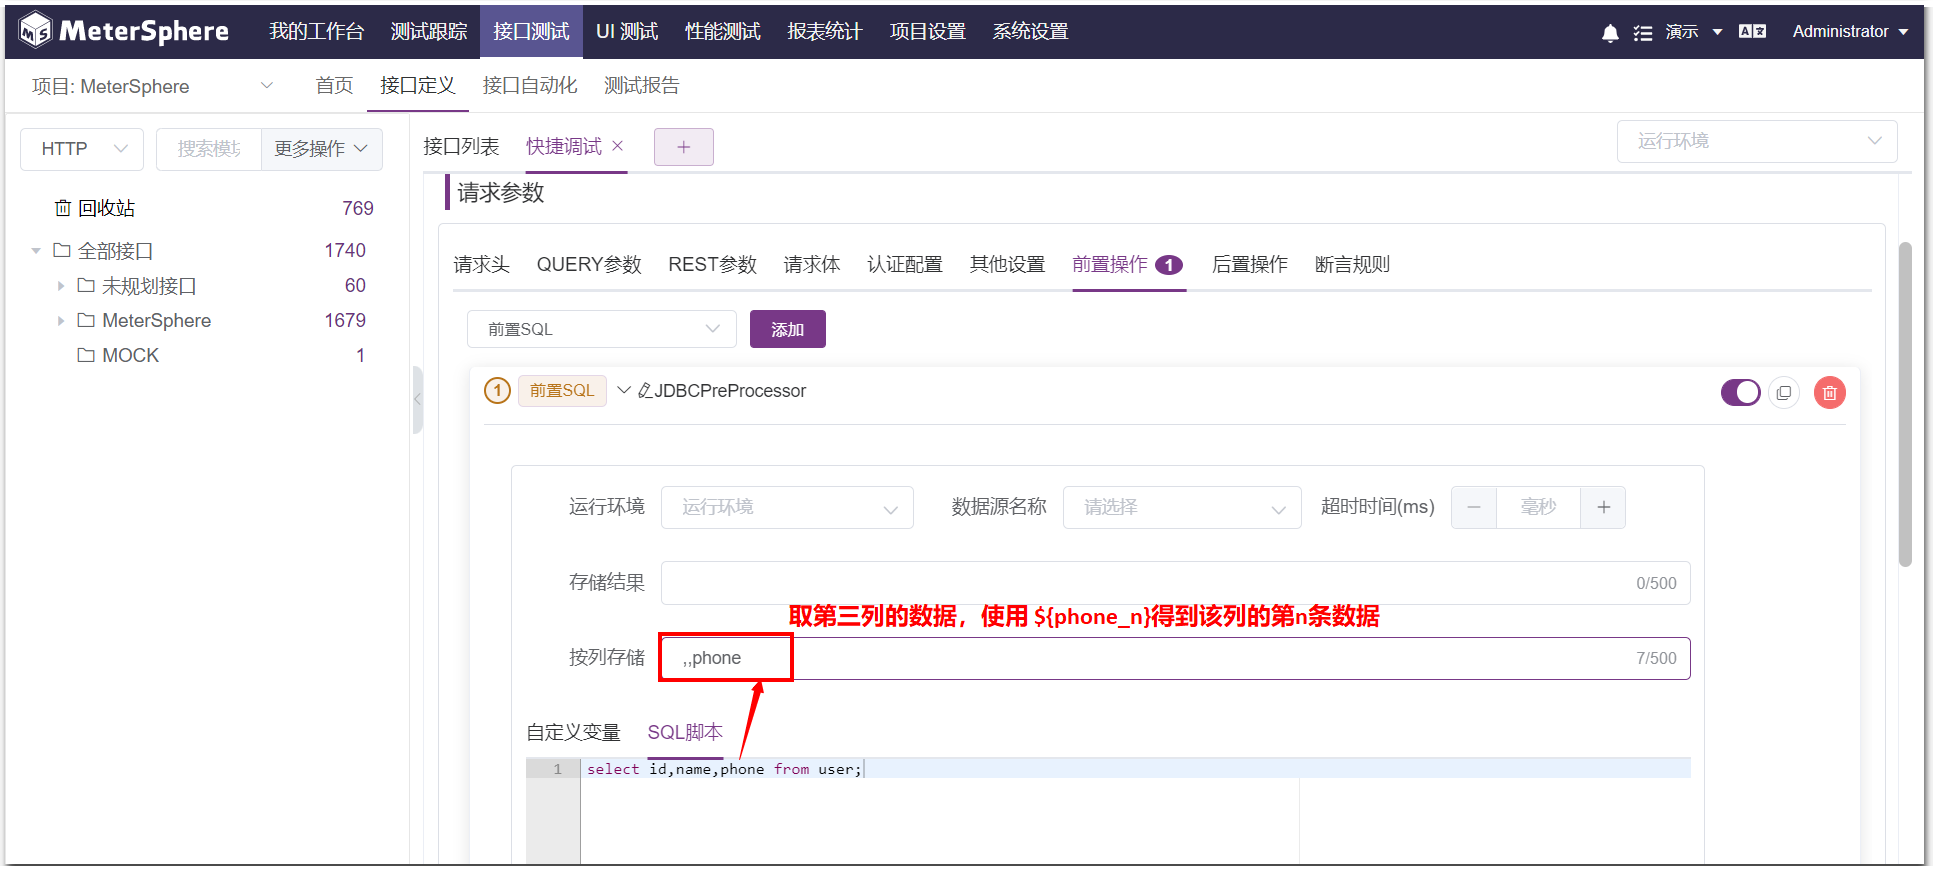 MeterSphere 我的工作台 测试跟踪 接口测试 UI 测试 性能测试 报表统计 项目设置 系统设置 演示 Administrator
项目: MeterSphere 首页 接口定义 接口自动化 测试报告
HTTP 搜索模块 更多操作
接口列表 快捷调试 运行环境
请求参数
回收站 769
全部接口 1740
未规划接口 60
MeterSphere 1679
MOCK 1
请求头 QUERY参数 REST参数 请求体 认证配置 其他设置 前置操作 1 后置操作 断言规则
前置SQL 添加
1 前置SQL JDBCPreProcessor
运行环境 运行环境 数据源名称 请选择 超时时间(ms) 毫秒
存储结果 0/500
取第三列的数据，使用 ${phone_n}得到该列的第n条数据
按列存储 ,,phone 7/500
自定义变量 SQL脚本
1 select id,name,phone from user;